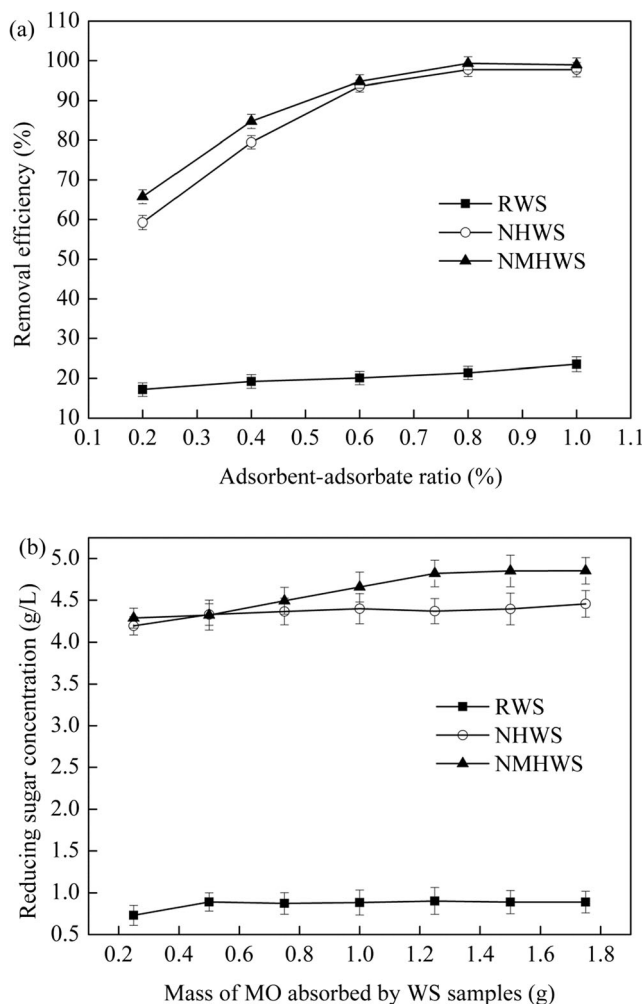 (a)
110
100
90
80
70
60
50
40
30
20
10
Removal efficiency (%)
RWS
NHWS
NMHWS
0.1 0.2 0.3 0.4 0.5 0.6 0.7 0.8 0.9 1.0 1.1
Adsorbent-adsorbate ratio (%)
(b)
5.0
4.5
4.0
3.5
3.0
2.5
2.0
1.5
1.0
0.5
Reducing sugar concentration (g/L)
RWS
NHWS
NMHWS
0.2 0.4 0.6 0.8 1.0 1.2 1.4 1.6 1.8
Mass of MO absorbed by WS samples (g)